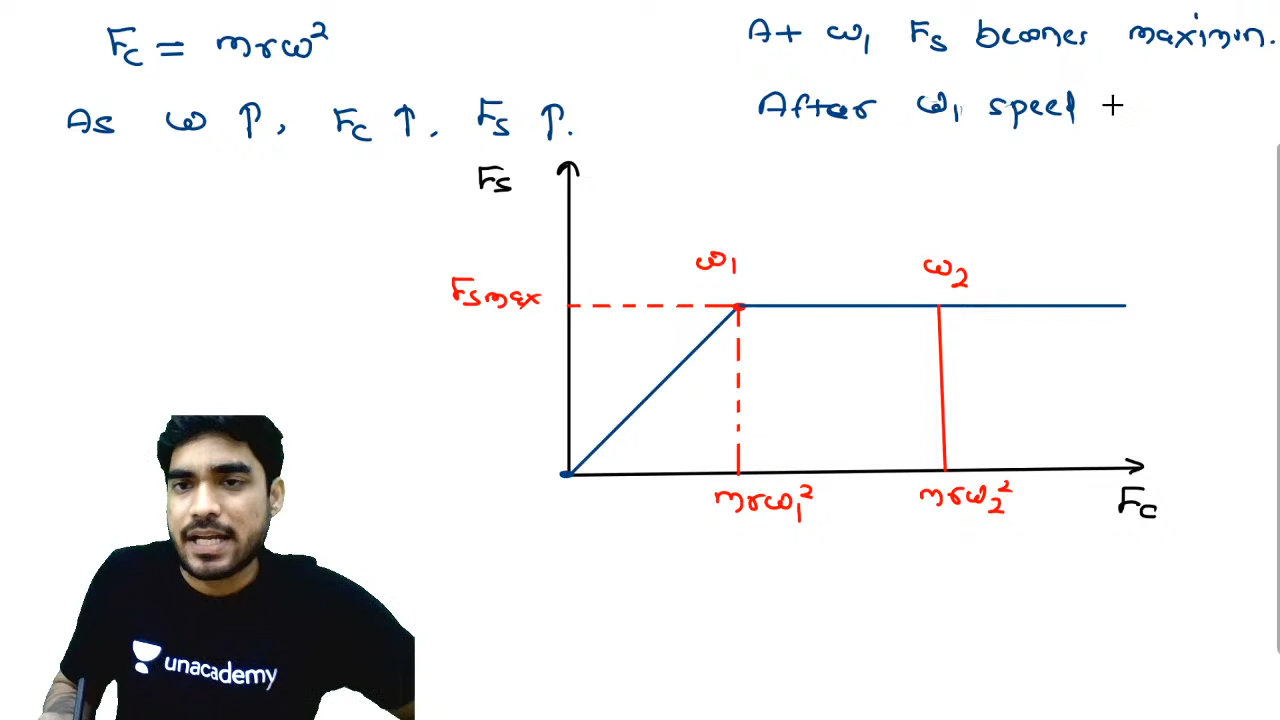 Fc = mrω²
As ω ↑, Fc ↑, Fs ↑.
At ω₁ Fs becomes maximim.
After ω₁ speed
Fs
Fsmax
ω₁
ω₂
mrω₁²
mrω₂²
Fc
unacademy